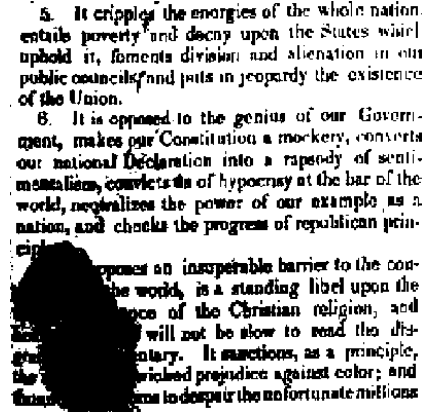 5. It cripples the energies of the whole nation,
entails poverty and decay upon the States which
uphold it, foments division and alienation in our
public councils, and puts in jeopardy the existence
of the Union.
6. It is opposed to the genius of our Govern-
ment, makes our Constitution a mockery, converts
our national Declaration into a rapsody of senti-
mentalism, convicts us of hypocrisy at the bar of the
world, neutralizes the power of our example as a
nation, and checks the progress of republican prin-
cip
poses an insuperable barrier to the con-
the world, is a standing libel upon the
of the Christian religion, and
will not be slow to read the dis-
It sanctions, as a principle,
the wicked prejudice against color; and
to despair the unfortunate millions